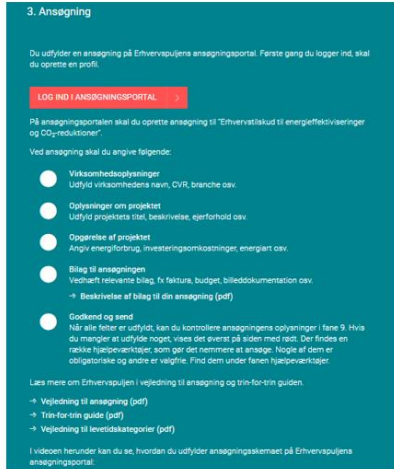 3. Ansøgning
Du udfylder en ansøgning på Erhvervspuljens ansøgningsportal. Første gang du logger ind, skal
du oprette en profil.
LOG IND I ANSØGNINGSPORTAL >
På ansøgningsportalen skal du oprette ansøgning til "Erhvervstilskud til energieffektiviseringer
og CO₂-reduktioner".
Ved ansøgning skal du angive følgende:
Virksomhedsoplysninger
Udfyld virksomhedens navn, CVR, branche osv.
Oplysninger om projektet
Udfyld projektets titel, beskrivelse, ejerforhold osv.
Opgørelse af projektet
Angiv energiforbrug, investeringsomkostninger, energiart osv.
Bilag til ansøgningen
Vedhæft relevante bilag, fx faktura, budget, billeddokumentation osv.
→ Beskrivelse af bilag til din ansøgning (pdf)
Godkend og send
Når alle felter er udfyldt, kan du kontrollere ansøgningens oplysninger i fane 9. Hvis
du mangler at udfylde noget, vises det øverst på siden med rødt. Der findes en
række hjælpeværktøjer, som gør det nemmere at ansøge. Nogle af dem er
obligatoriske og andre er valgfrie. Find dem under fanen hjælpeværktøjer.
Læs mere om Erhvervspuljen i vejledning til ansøgning og trin-for-trin guiden.
→ Vejledning til ansøgning (pdf)
→ Trin-for-trin guide (pdf)
→ Vejledning til levetidskategorier (pdf)
I videoen herunder kan du se, hvordan du udfylder ansøgningsskemaet på Erhvervspuljens
ansøgningsportal: